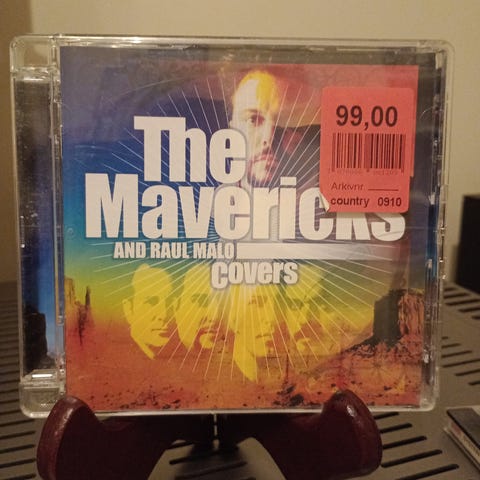 The
Mavericks
AND RAUL MALO
covers
99,00
Arkivnr
country 0910